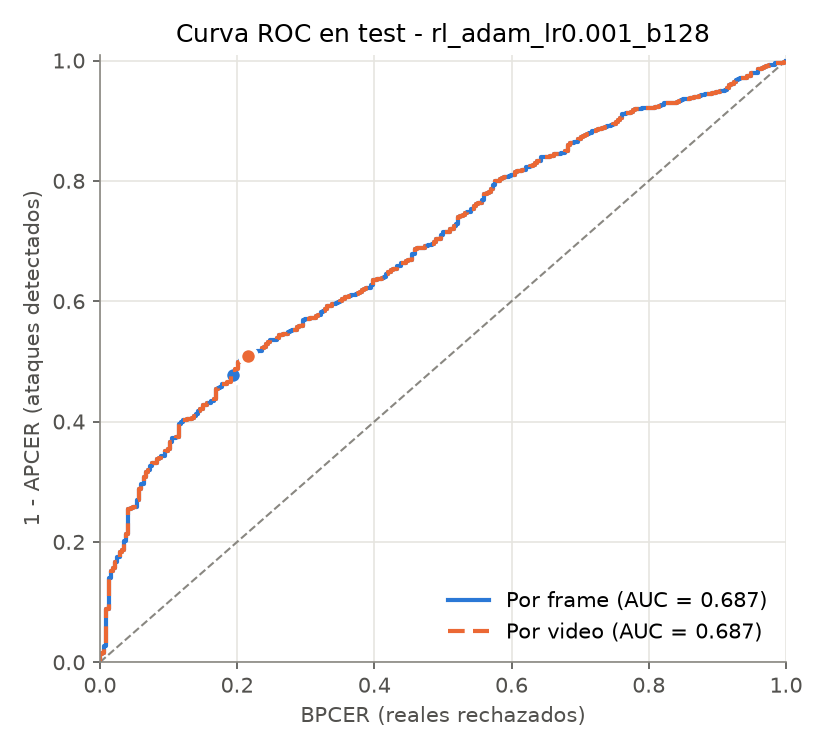 Curva ROC en test - rl_adam_lr0.001_b128
1 - APCER (ataques detectados)
1.0
0.8
0.6
0.4
0.2
0.0
Por frame (AUC = 0.687)
Por video (AUC = 0.687)
0.0 0.2 0.4 0.6 0.8 1.0
BPCER (reales rechazados)